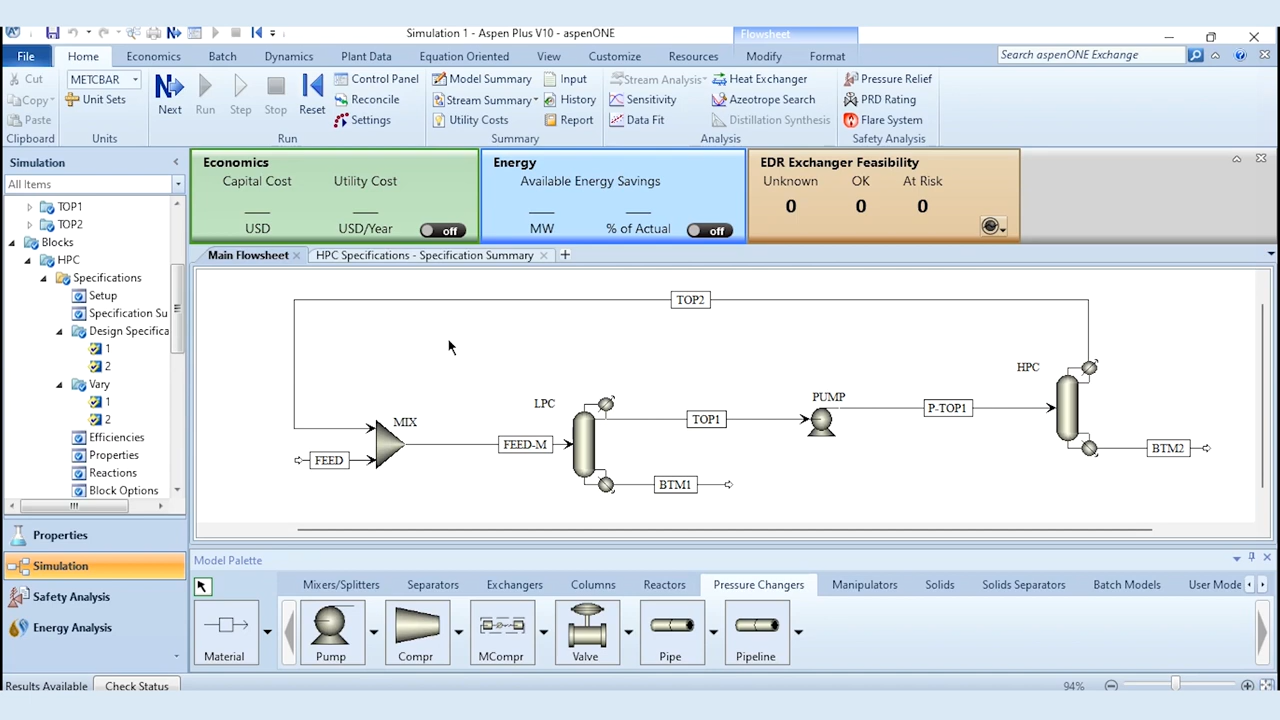 Simulation 1 - Aspen Plus V10 - aspenONE
Flowsheet
File Home Economics Batch Dynamics Plant Data Equation Oriented View Customize Resources Modify Format Search aspenONE Exchange
Cut METCBAR Control Panel Model Summary Input Stream Analysis Heat Exchanger Pressure Relief
Copy Unit Sets Next Run Step Stop Reset Reconcile Stream Summary History Sensitivity Azeotrope Search PRD Rating
Paste Settings Utility Costs Report Data Fit Distillation Synthesis Flare System
Clipboard Units Run Summary Analysis Safety Analysis
Simulation
All Items
TOP1
TOP2
Blocks
HPC
Specifications
Setup
Specification Su
Design Specifica
1
2
Vary
1
2
Efficiencies
Properties
Reactions
Block Options
Properties
Simulation
Safety Analysis
Energy Analysis
Economics
Capital Cost Utility Cost
USD USD/Year off
Energy
Available Energy Savings
MW % of Actual off
EDR Exchanger Feasibility
Unknown OK At Risk
0 0 0
Main Flowsheet HPC Specifications - Specification Summary
TOP2
HPC
LPC
PUMP
MIX
TOP1
P-TOP1
FEED-M
FEED
BTM2
BTM1
Model Palette
Mixers/Splitters Separators Exchangers Columns Reactors Pressure Changers Manipulators Solids Solids Separators Batch Models User Mode
Material Pump Compr MCompr Valve Pipe Pipeline
Results Available Check Status 94%